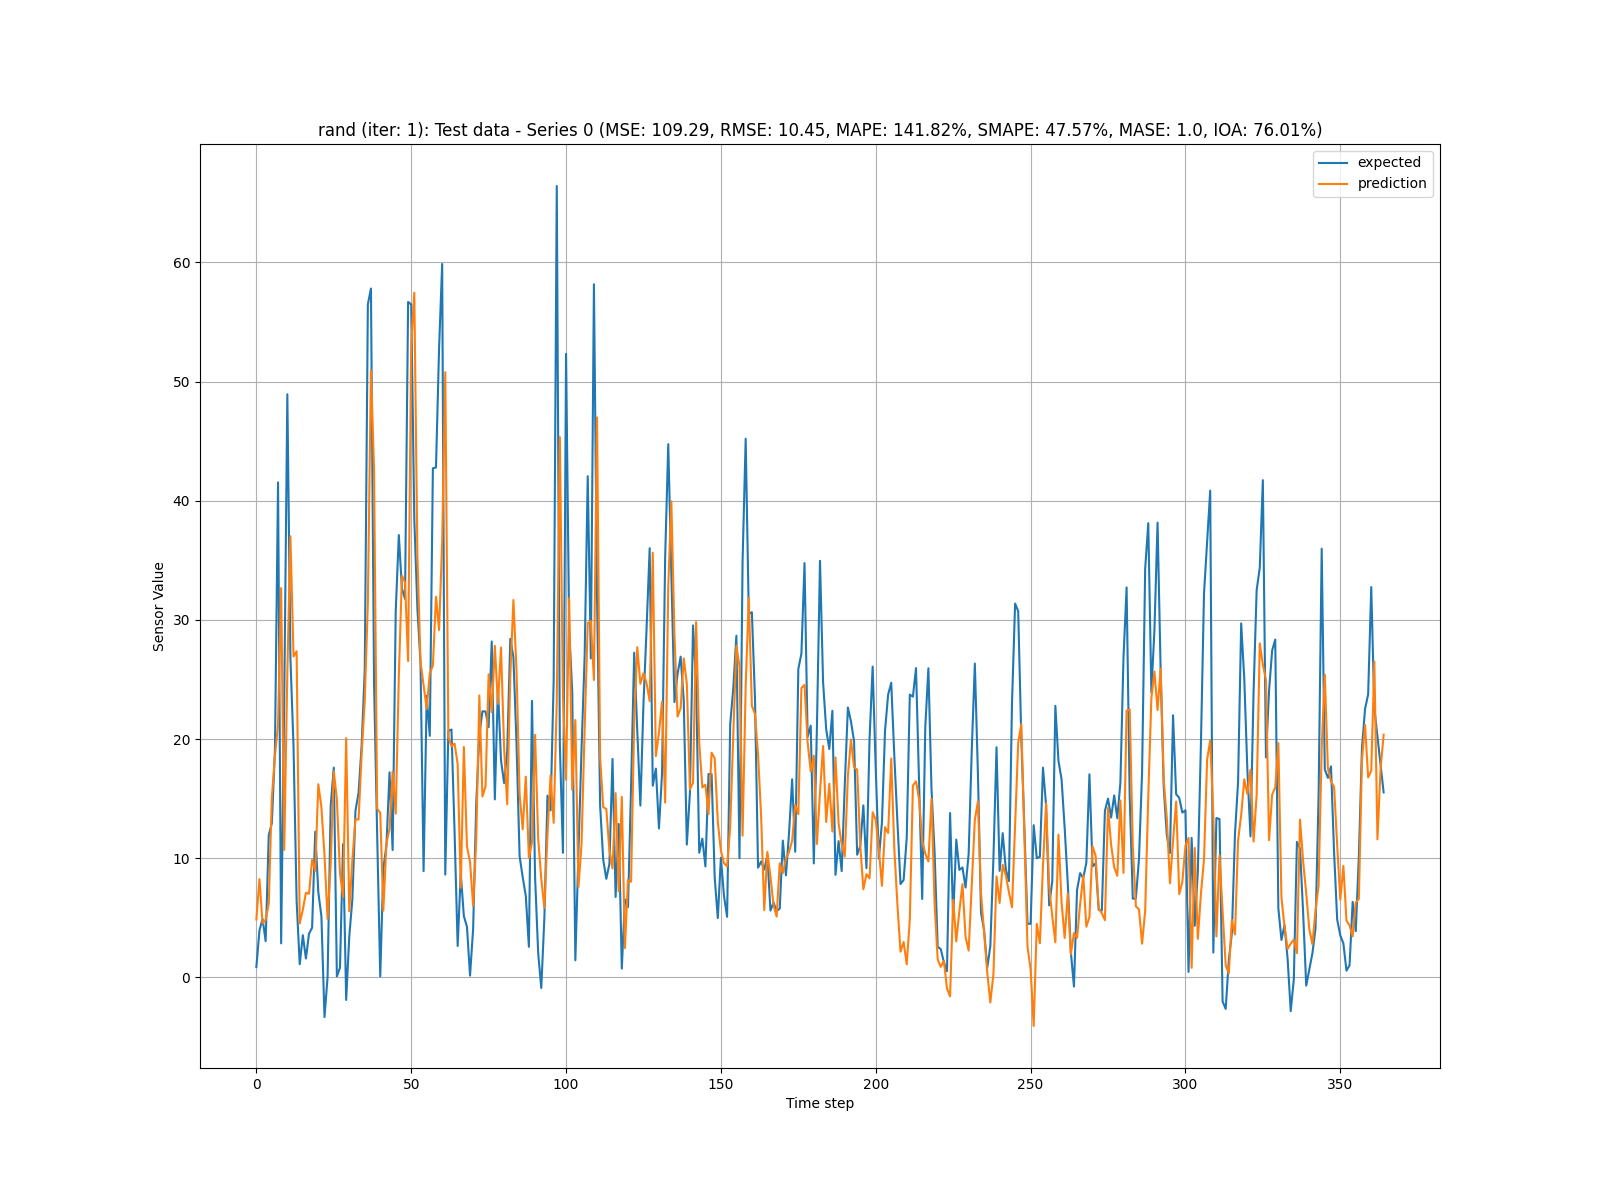 rand (iter: 1): Test data - Series 0 (MSE: 109.29, RMSE: 10.45, MAPE: 141.82%, SMAPE: 47.57%, MASE: 1.0, IOA: 76.01%)
expected
prediction
60
50
40
30
20
10
0
Sensor Value
0 50 100 150 200 250 300 350
Time step